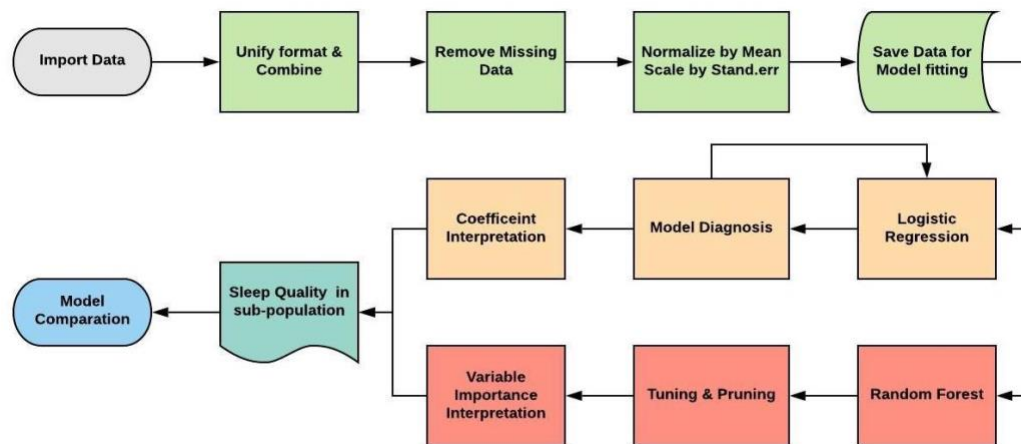 Import Data
Unify format &
Combine
Remove Missing
Data
Normalize by Mean
Scale by Stand.err
Save Data for
Model fitting
Coefficeint
Interpretation
Model Diagnosis
Logistic
Regression
Model
Comparation
Sleep Quality in
sub-population
Variable
Importance
Interpretation
Tuning & Pruning
Random Forest